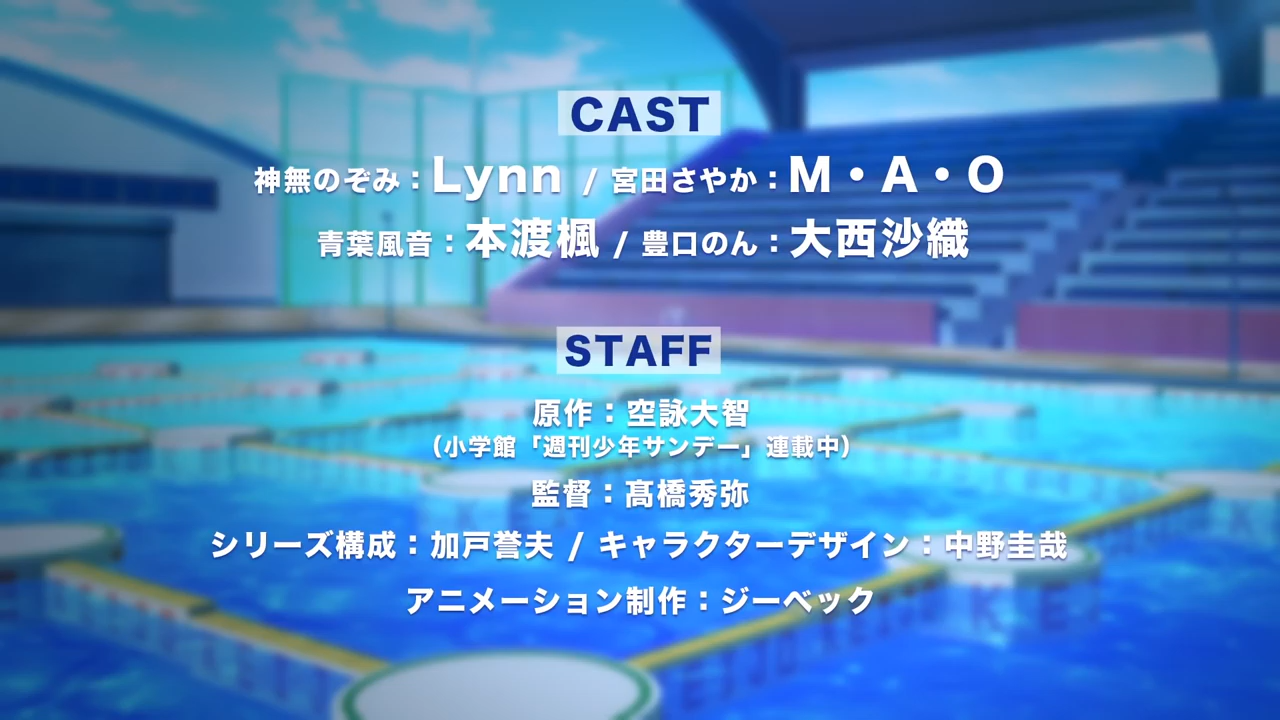 CAST
神無のぞみ：Lynn / 宮田さやか：M・A・O
青葉風音：本渡楓 / 豊口のん：大西沙織
STAFF
原作：空詠大智
（小学館「週刊少年サンデー」連載中）
監督：髙橋秀弥
シリーズ構成：加戸誉夫 / キャラクターデザイン：中野圭哉
アニメーション制作：ジーベック